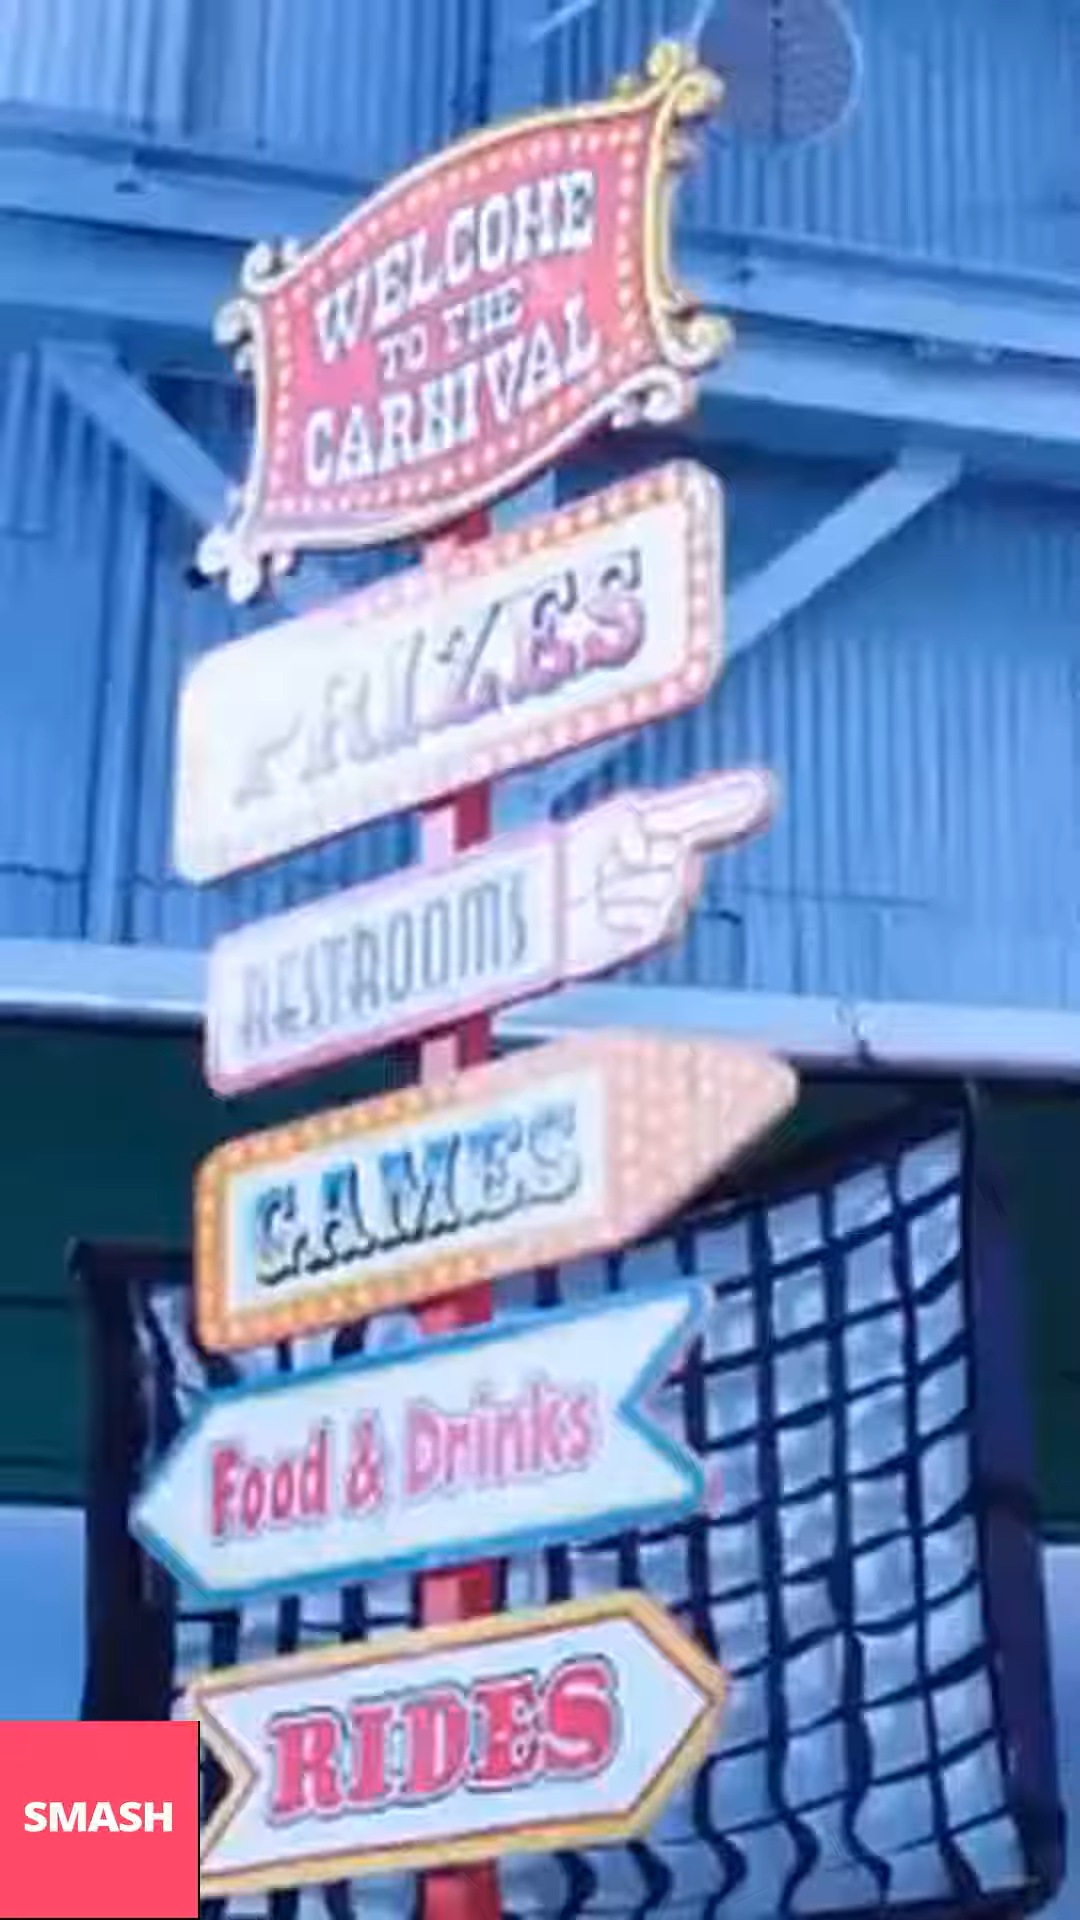 WELCOME
TO THE
CARNIVAL
PRIZES
RESTROOMS
GAMES
Food & Drinks
RIDES
SMASH